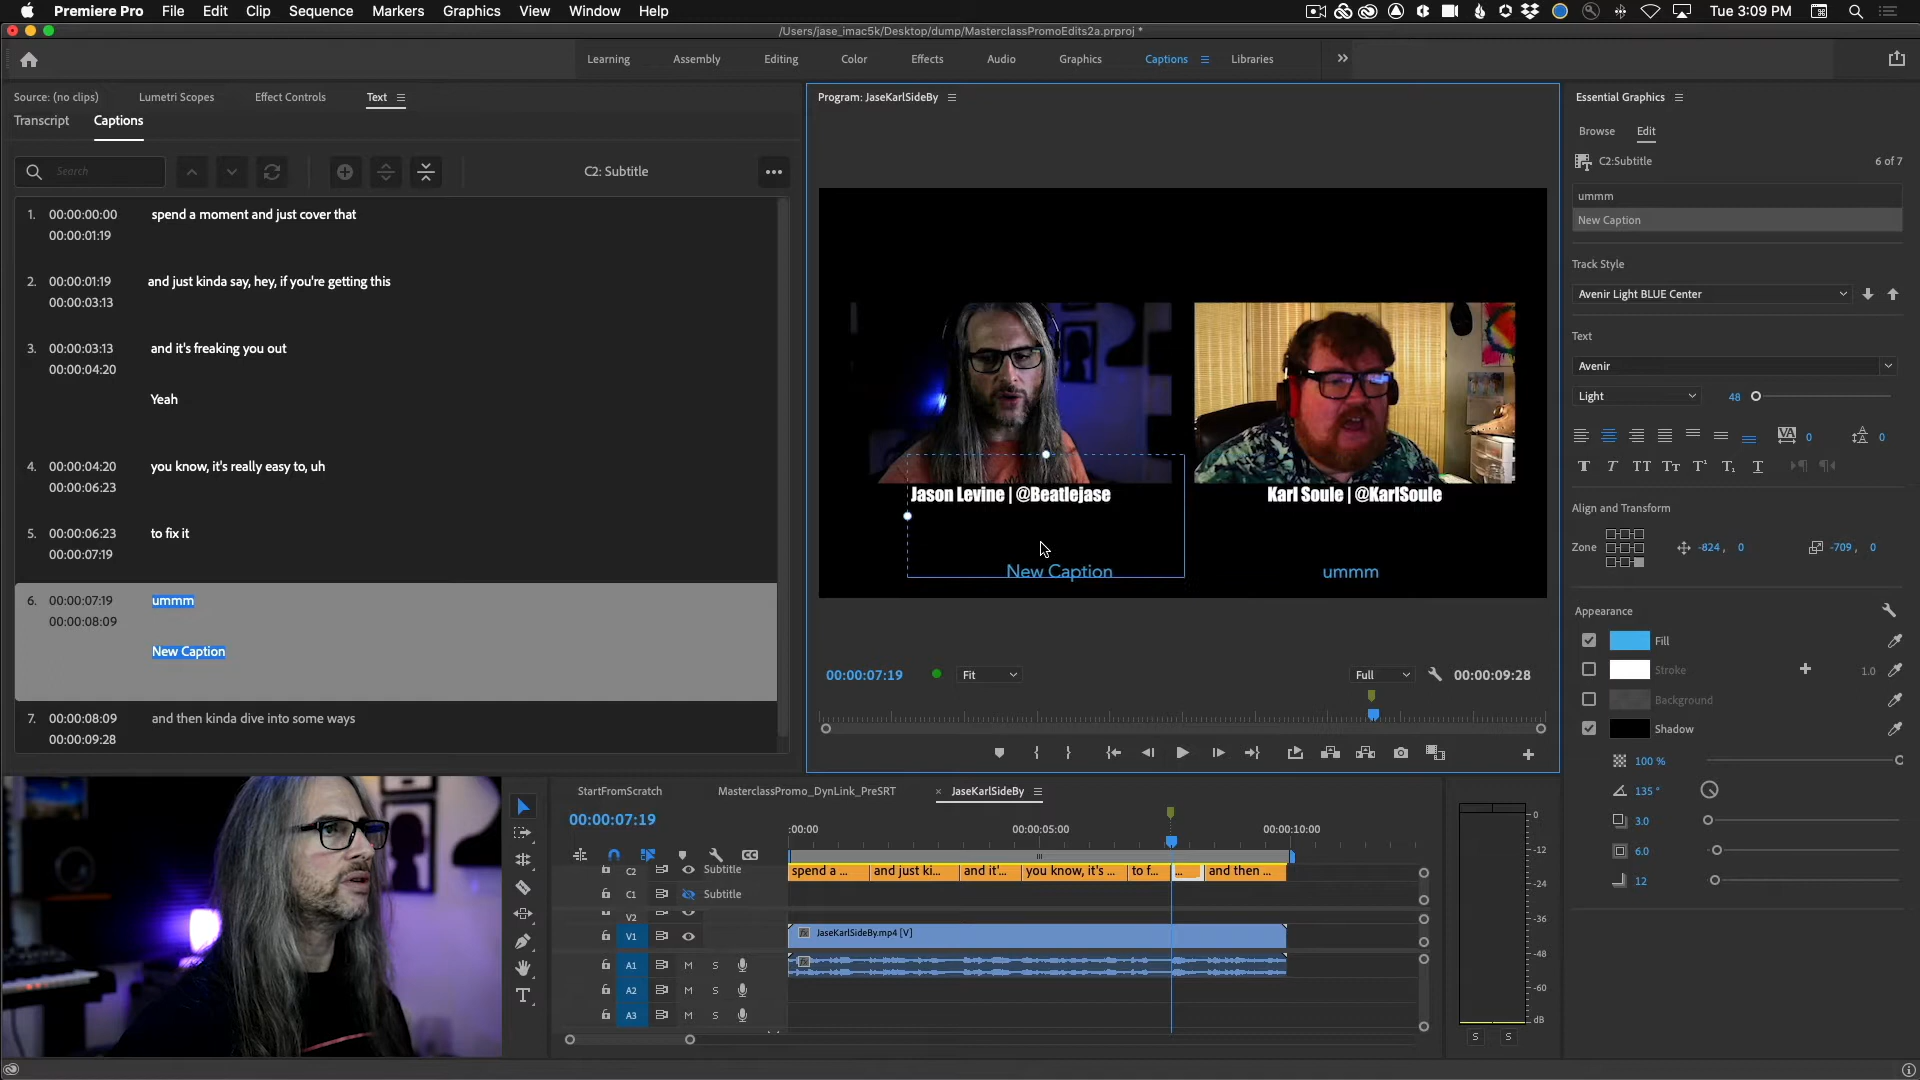 Premiere Pro File Edit Clip Sequence Markers Graphics View Window Help
Tue 3:09 PM
/Users/jase_imac5k/Desktop/dump/MasterclassPromoEdits2a.prproj *
Learning Assembly Editing Color Effects Audio Graphics Captions Libraries
Source: (no clips) Lumetri Scopes Effect Controls Text
Transcript Captions
Search
C2: Subtitle
1. 00:00:00:00 spend a moment and just cover that
00:00:01:19
2. 00:00:01:19 and just kinda say, hey, if you're getting this
00:00:03:13
3. 00:00:03:13 and it's freaking you out
00:00:04:20
Yeah
4. 00:00:04:20 you know, it's really easy to, uh
00:00:06:23
5. 00:00:06:23 to fix it
00:00:07:19
6. 00:00:07:19 ummm
00:00:08:09
New Caption
7. 00:00:08:09 and then kinda dive into some ways
00:00:09:28
Program: JaseKarlSideBy
Jason Levine | @Beatlejase
Karl Soule | @KarlSoule
New Caption
ummm
00:00:07:19 Fit Full 00:00:09:28
Essential Graphics
Browse Edit
C2:Subtitle 6 of 7
ummm
New Caption
Track Style
Avenir Light BLUE Center
Text
Avenir
Light 48
VA 0 0
T T TT Tт T¹ T₁ T
Align and Transform
Zone -824, 0 -709, 0
Appearance
Fill
Stroke 1.0
Background
Shadow
100 %
135 °
3.0
6.0
12
StartFromScratch MasterclassPromo_DynLink_PreSRT × JaseKarlSideBy
00:00:07:19
:00:00 00:00:05:00 00:00:10:00
CC
C2 Subtitle spend a ... and just ki... and it'... you know, it's ... to f... ... and then ...
C1 Subtitle
V2
V1 fx JaseKarlSideBy.mp4 [V]
A1 M S fx
A2 M S
A3 M S
T
0
-12
-24
-36
-48
-60
dB
S S